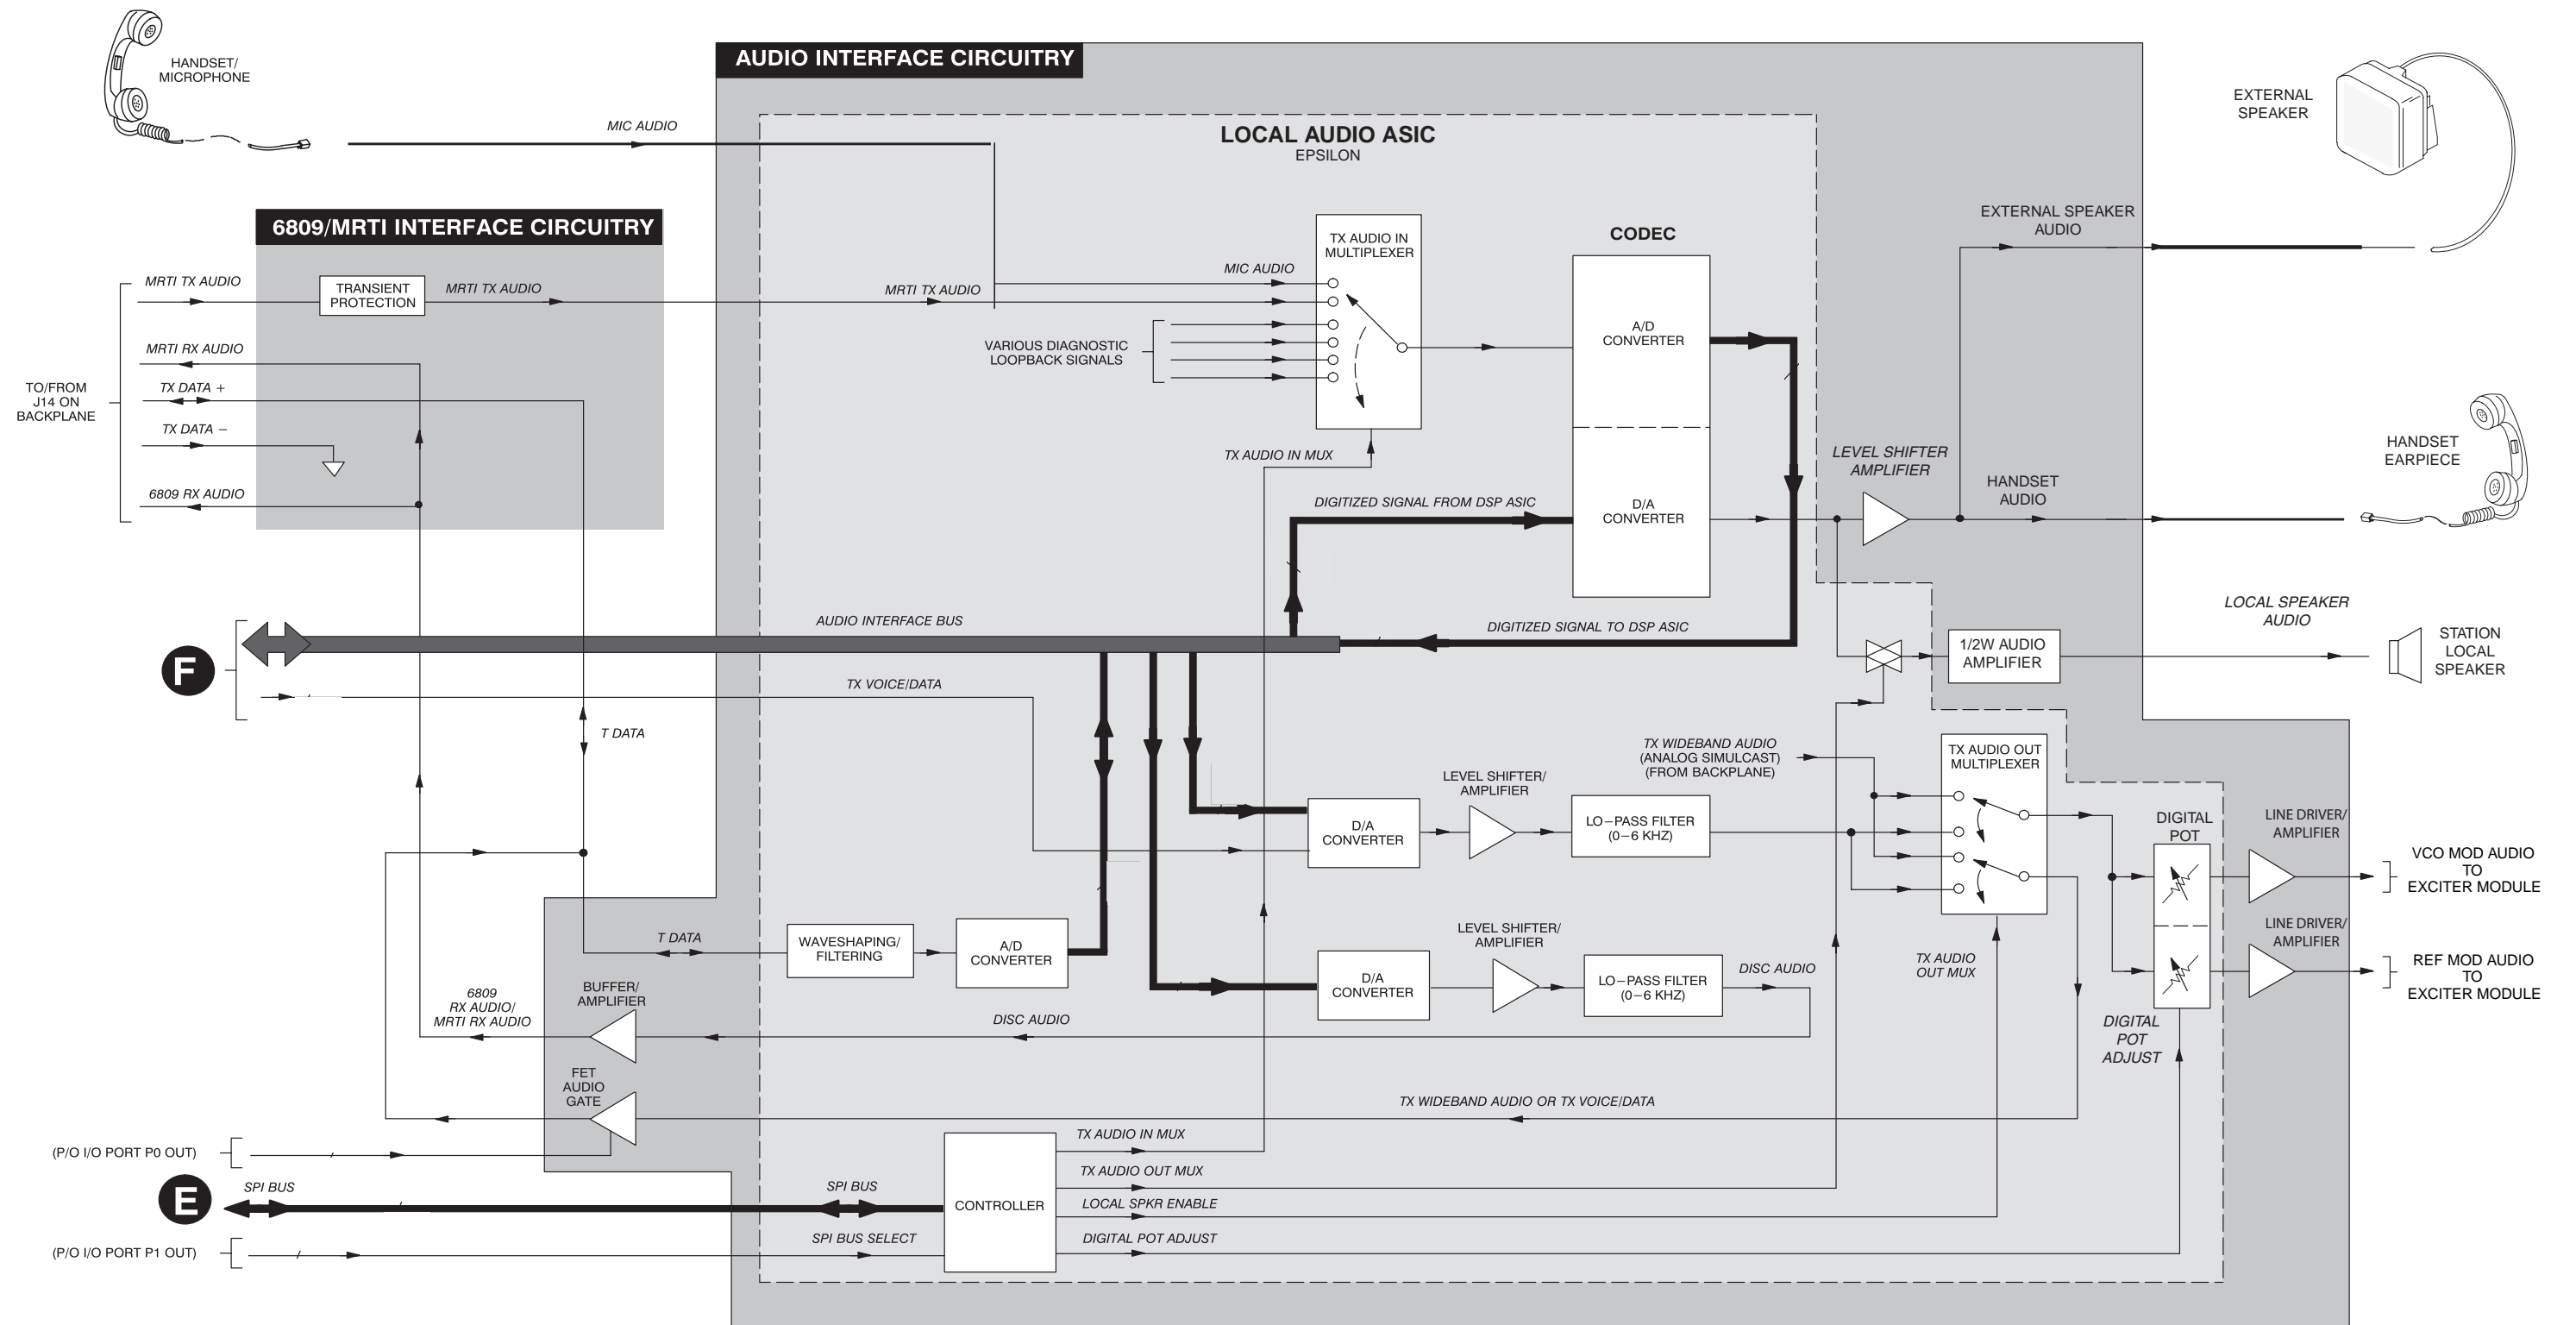 AUDIO INTERFACE CIRCUITRY
HANDSET/
MICROPHONE
MIC AUDIO
LOCAL AUDIO ASIC
EPSILON
EXTERNAL
SPEAKER
6809/MRTI INTERFACE CIRCUITRY
EXTERNAL SPEAKER
AUDIO
TX AUDIO IN
MULTIPLEXER
CODEC
MIC AUDIO
MRTI TX AUDIO
TRANSIENT
PROTECTION
MRTI TX AUDIO
MRTI TX AUDIO
A/D
CONVERTER
VARIOUS DIAGNOSTIC
LOOPBACK SIGNALS
MRTI RX AUDIO
TX DATA +
TO/FROM
J14 ON
BACKPLANE
TX DATA −
6809 RX AUDIO
TX AUDIO IN MUX
LEVEL SHIFTER
AMPLIFIER
HANDSET
EARPIECE
HANDSET
AUDIO
DIGITIZED SIGNAL FROM DSP ASIC
D/A
CONVERTER
LOCAL SPEAKER
AUDIO
AUDIO INTERFACE BUS
DIGITIZED SIGNAL TO DSP ASIC
1/2W AUDIO
AMPLIFIER
STATION
LOCAL
SPEAKER
F
TX VOICE/DATA
T DATA
TX WIDEBAND AUDIO
(ANALOG SIMULCAST)
(FROM BACKPLANE)
TX AUDIO OUT
MULTIPLEXER
LEVEL SHIFTER/
AMPLIFIER
D/A
CONVERTER
LO−PASS FILTER
(0−6 KHZ)
DIGITAL
POT
LINE DRIVER/
AMPLIFIER
VCO MOD AUDIO
TO
EXCITER MODULE
T DATA
WAVESHAPING/
FILTERING
A/D
CONVERTER
LEVEL SHIFTER/
AMPLIFIER
D/A
CONVERTER
LO−PASS FILTER
(0−6 KHZ)
DISC AUDIO
TX AUDIO
OUT MUX
LINE DRIVER/
AMPLIFIER
REF MOD AUDIO
TO
EXCITER MODULE
6809
RX AUDIO/
MRTI RX AUDIO
BUFFER/
AMPLIFIER
DISC AUDIO
DIGITAL
POT
ADJUST
FET
AUDIO
GATE
TX WIDEBAND AUDIO OR TX VOICE/DATA
(P/O I/O PORT P0 OUT)
TX AUDIO IN MUX
TX AUDIO OUT MUX
E
SPI BUS
SPI BUS
CONTROLLER
LOCAL SPKR ENABLE
(P/O I/O PORT P1 OUT)
SPI BUS SELECT
DIGITAL POT ADJUST